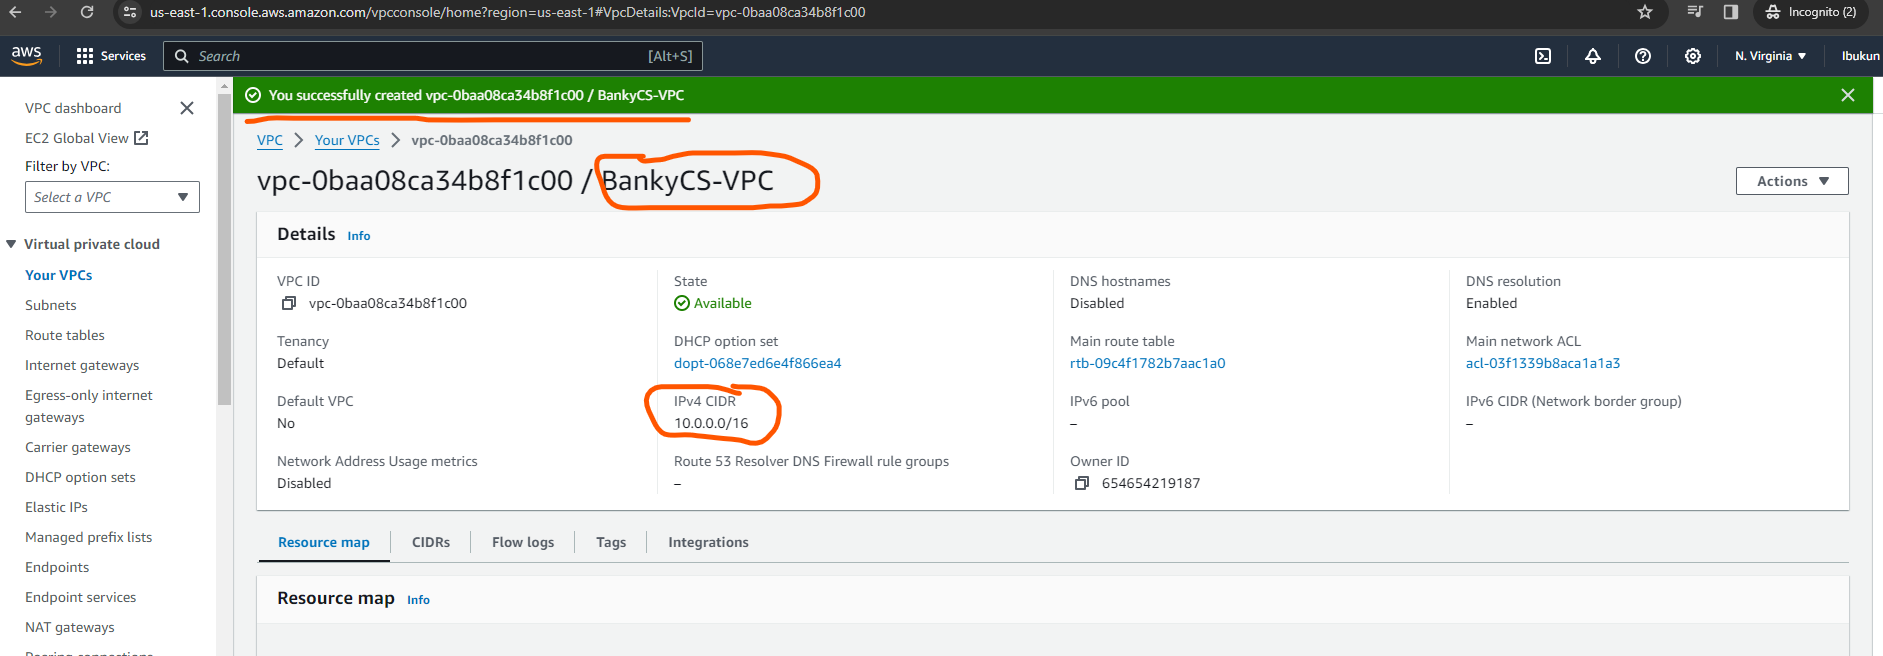 us-east-1.console.aws.amazon.com/vpcconsole/home?region=us-east-1#VpcDetails:VpcId=vpc-0baa08ca34b8f1c00
Incognito (2)
aws
Services
Search
[Alt+S]
N. Virginia
Ibukun
VPC dashboard
EC2 Global View
Filter by VPC:
Select a VPC
Virtual private cloud
Your VPCs
Subnets
Route tables
Internet gateways
Egress-only internet
gateways
Carrier gateways
DHCP option sets
Elastic IPs
Managed prefix lists
Endpoints
Endpoint services
NAT gateways
Peering connections
You successfully created vpc-0baa08ca34b8f1c00 / BankyCS-VPC
VPC > Your VPCs > vpc-0baa08ca34b8f1c00
vpc-0baa08ca34b8f1c00 / BankyCS-VPC
Actions
Details Info
VPC ID
vpc-0baa08ca34b8f1c00
State
Available
DNS hostnames
Disabled
DNS resolution
Enabled
Tenancy
Default
DHCP option set
dopt-068e7ed6e4f866ea4
Main route table
rtb-09c4f1782b7aac1a0
Main network ACL
acl-03f1339b8aca1a1a3
Default VPC
No
IPv4 CIDR
10.0.0.0/16
IPv6 pool
–
IPv6 CIDR (Network border group)
–
Network Address Usage metrics
Disabled
Route 53 Resolver DNS Firewall rule groups
–
Owner ID
654654219187
Resource map
CIDRs
Flow logs
Tags
Integrations
Resource map Info